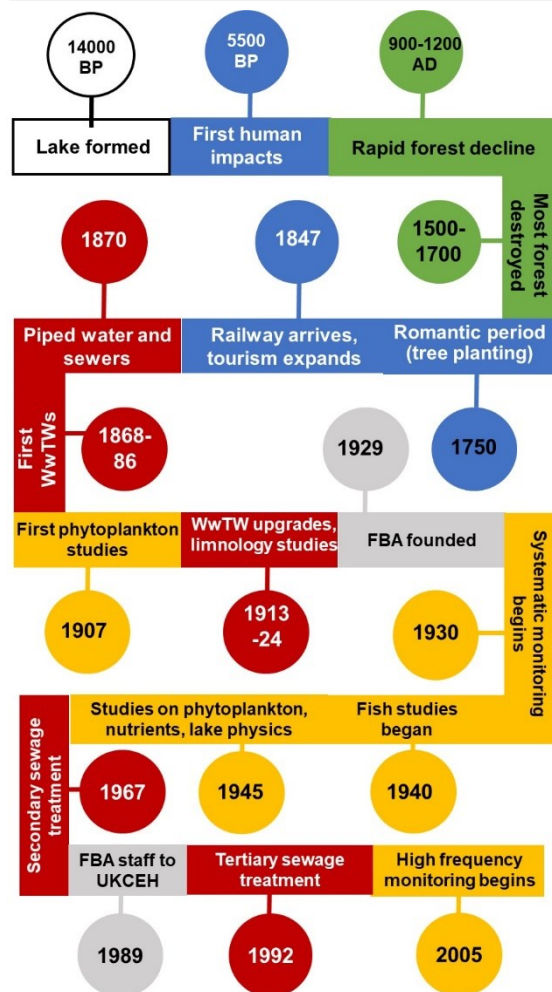 14000
BP
5500
BP
900-1200
AD
Lake formed
First human
impacts
Rapid forest decline
Most forest
destroyed
1500-
1700
1847
1870
Romantic period
(tree planting)
1750
Railway arrives,
tourism expands
Piped water and
sewers
First
WwTWs
1868-
86
1929
First phytoplankton
studies
1907
WwTW upgrades,
limnology studies
1913
-24
FBA founded
Systematic monitoring
begins
1930
Fish studies
began
1940
Studies on phytoplankton,
nutrients, lake physics
1945
Secondary sewage
treatment
1967
FBA staff to
UKCEH
1989
Tertiary sewage
treatment
1992
High frequency
monitoring begins
2005